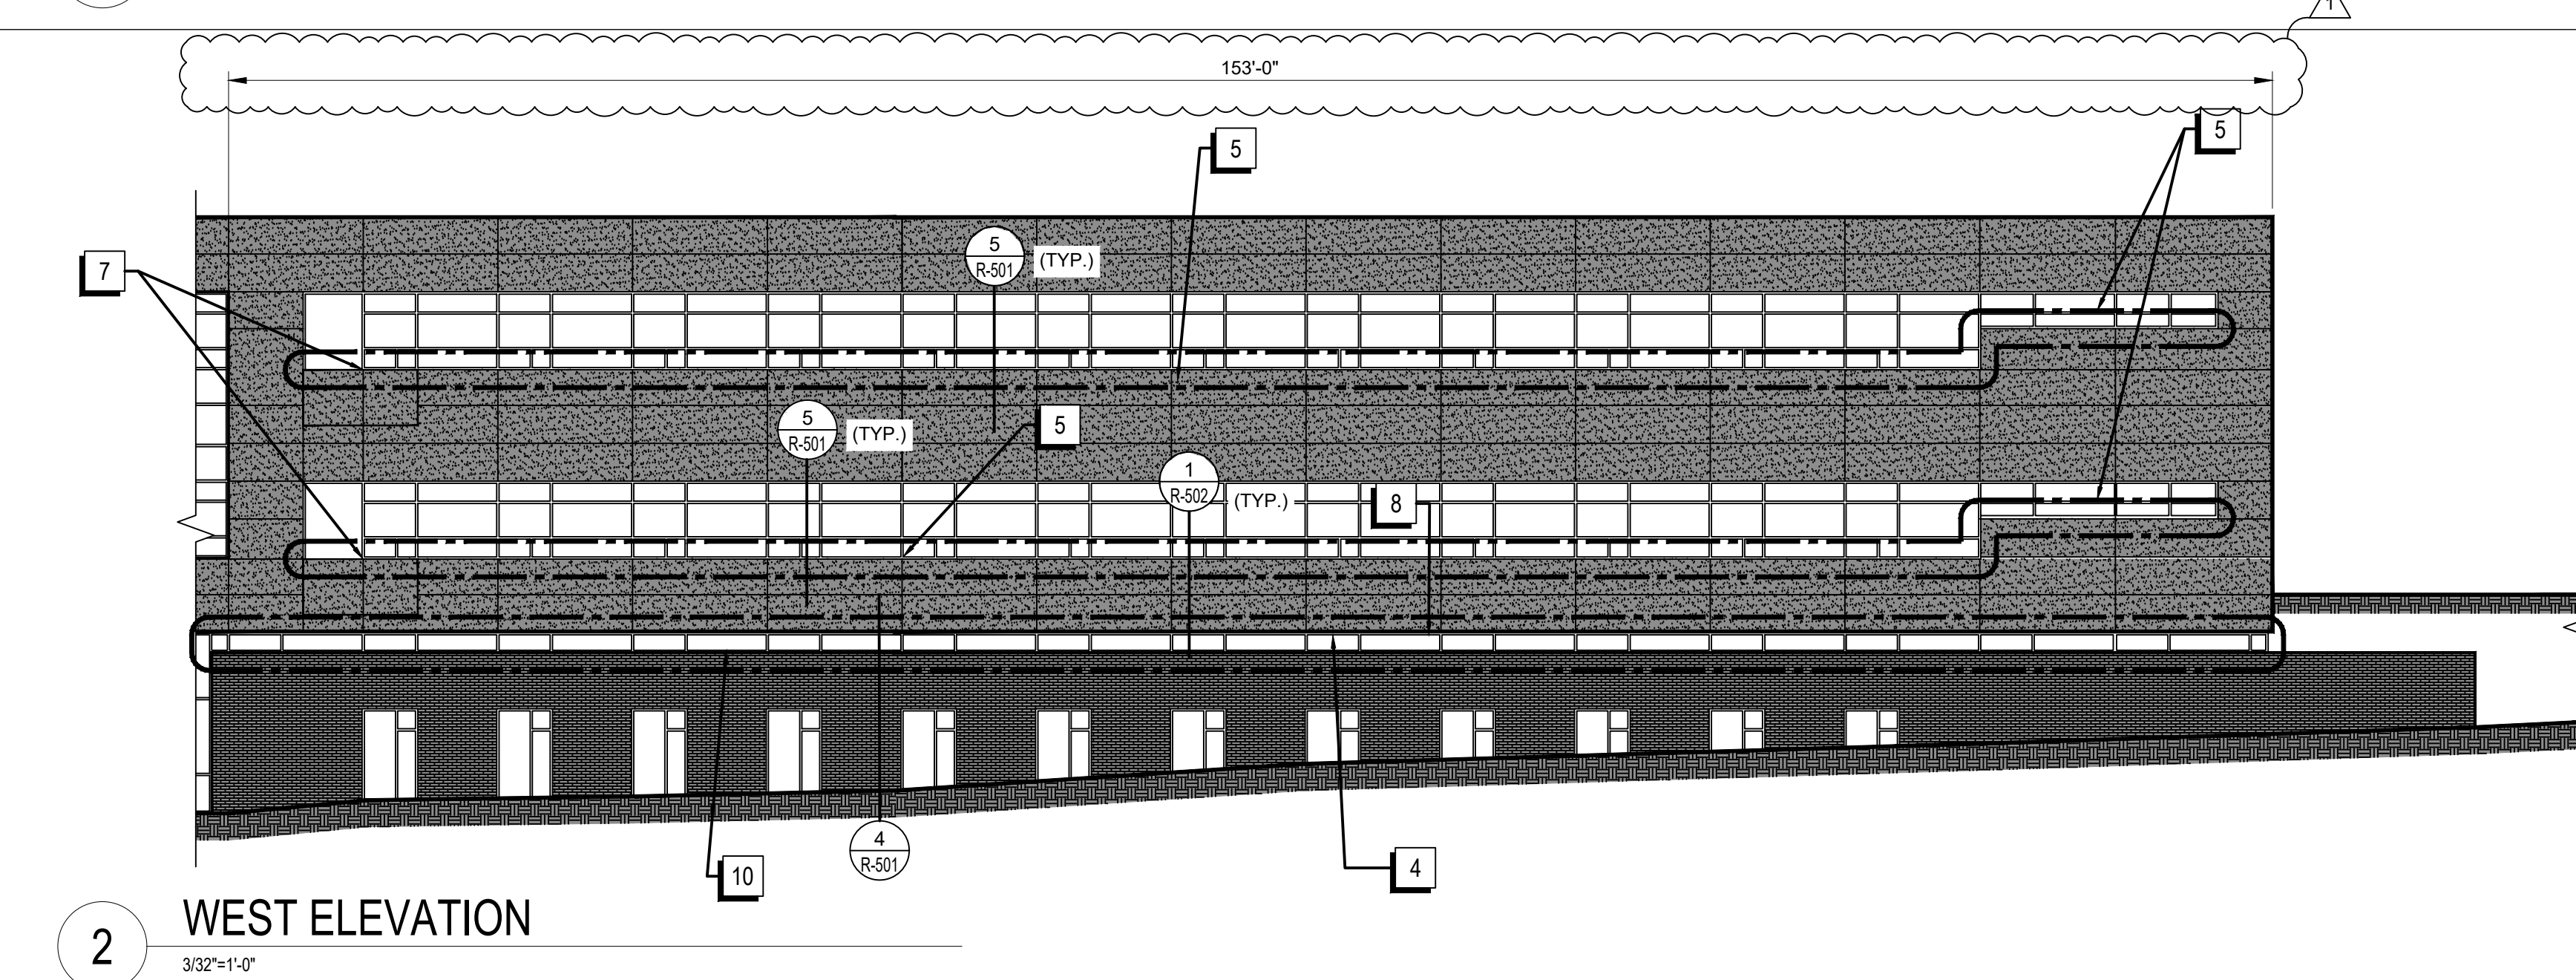 1
153'-0"
5
5
5
R-501
(TYP.)
7
5
R-501
(TYP.)
5
1
R-502
(TYP.)
8
4
R-501
10
4
2
WEST ELEVATION
3/32"=1'-0"